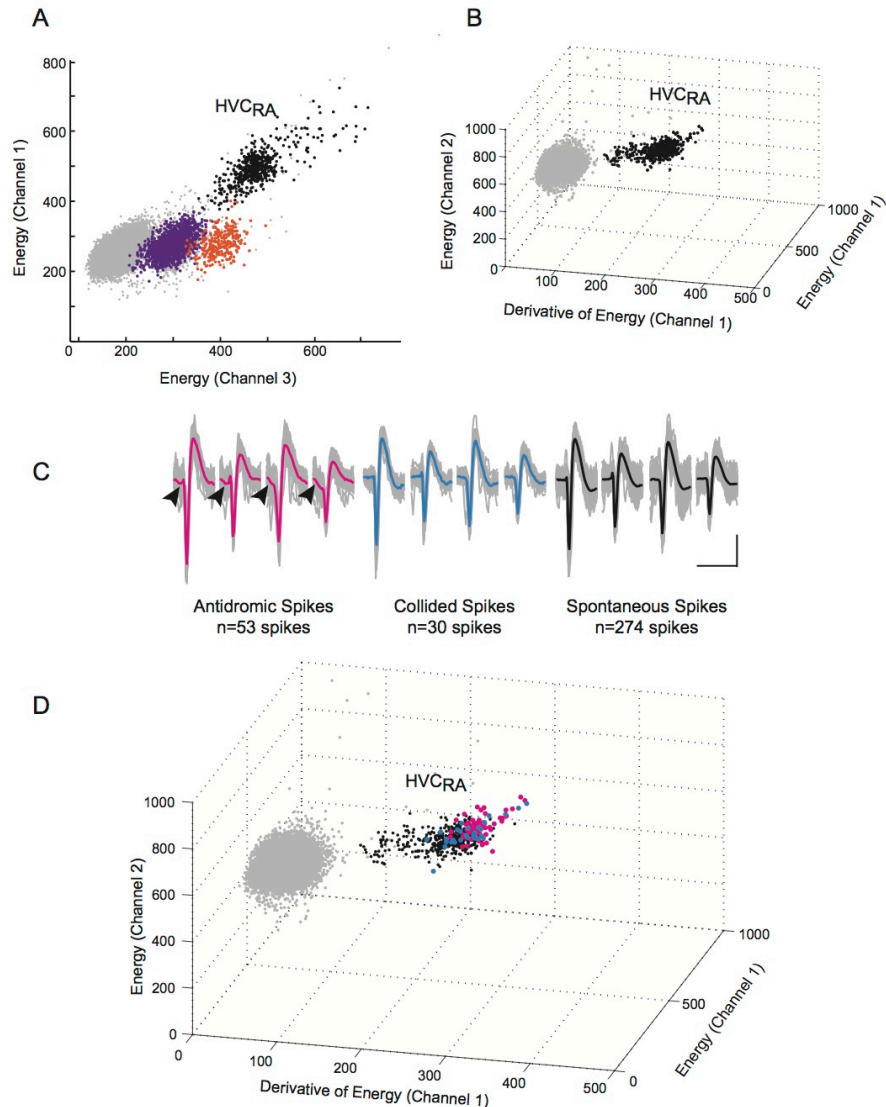 A
800
600
400
200
0
200
400
600
Energy (Channel 1)
Energy (Channel 3)
HVCRA
B
1000
800
600
400
200
0
100
200
300
400
500
0
500
1000
Energy (Channel 2)
Derivative of Energy (Channel 1)
Energy (Channel 1)
HVCRA
C
Antidromic Spikes
n=53 spikes
Collided Spikes
n=30 spikes
Spontaneous Spikes
n=274 spikes
D
HVCRA
1000
800
600
400
200
0
0
100
200
300
400
500
0
500
1000
Energy (Channel 2)
Derivative of Energy (Channel 1)
Energy (Channel 1)